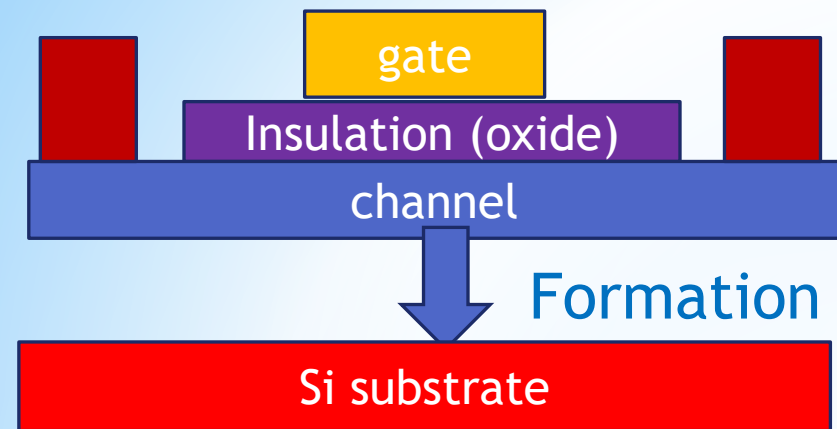 gate
Insulation (oxide)
channel
Formation
Si substrate